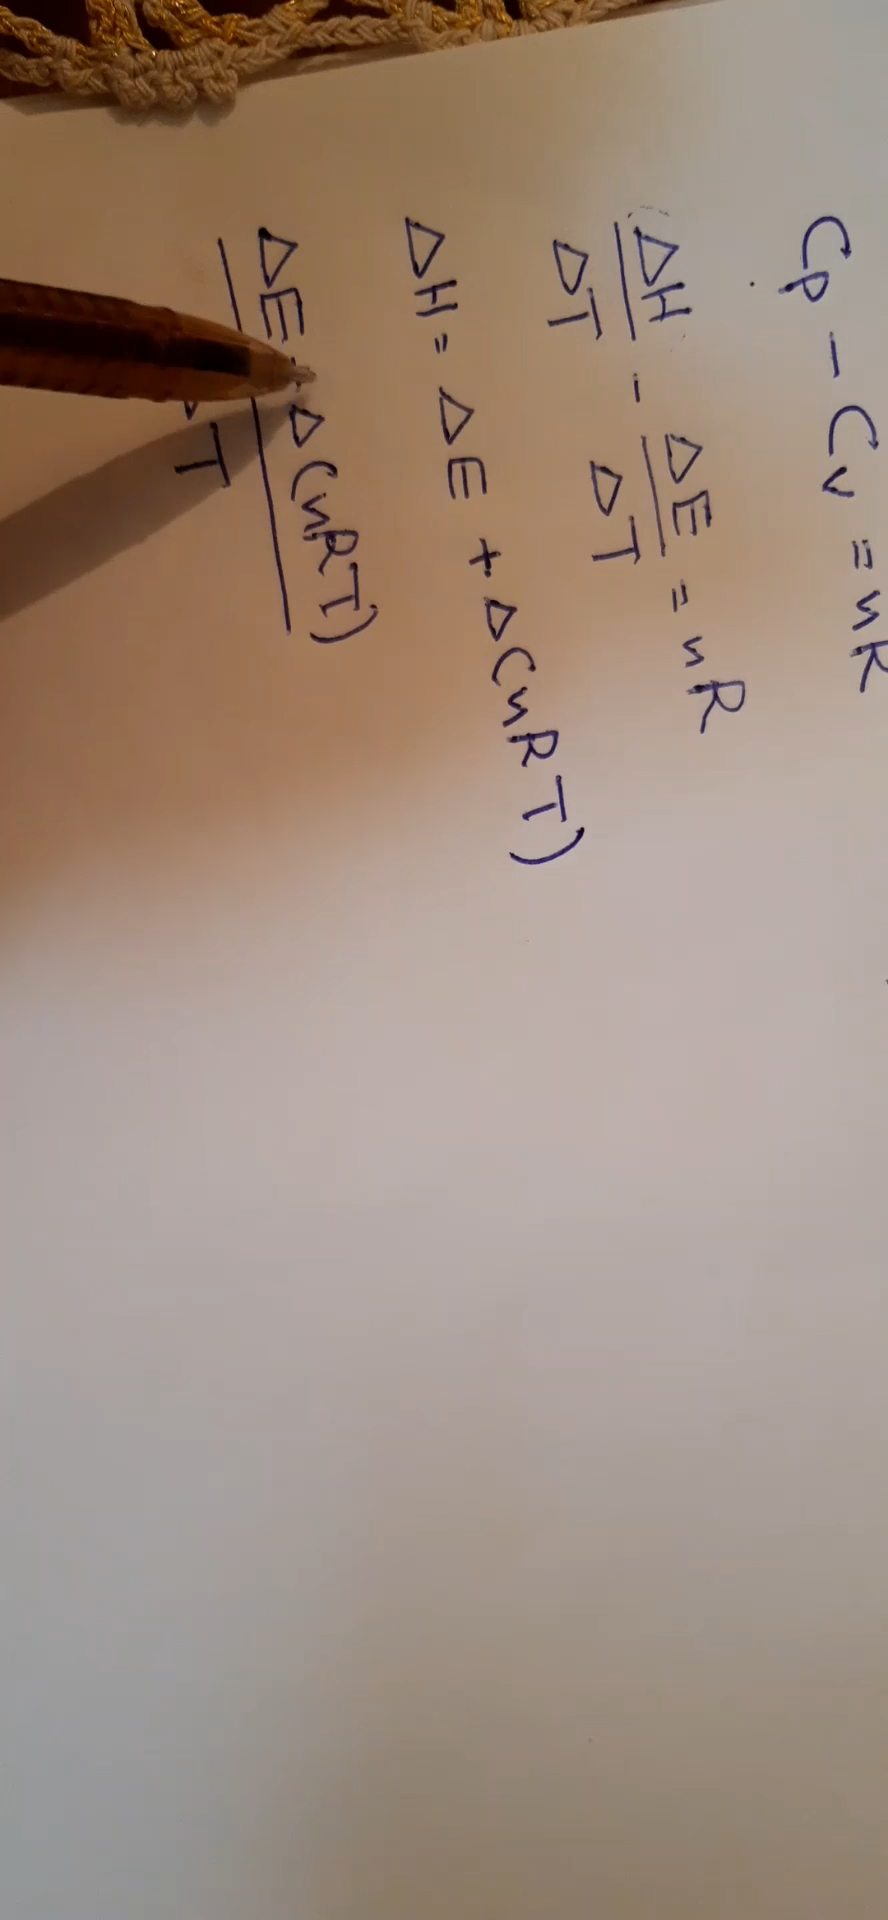 Cp - Cv = nR
ΔH/ΔT - ΔE/ΔT = nR
ΔH = ΔE + Δ(nRT)
ΔE + Δ(nRT)
T